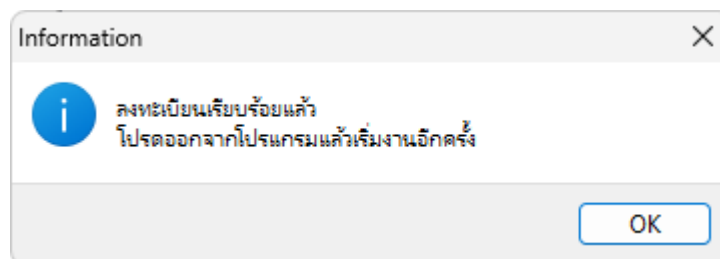 Information
ลงทะเบียนเรียบร้อยแล้ว
โปรดออกจากโปรแกรมแล้วเริ่มงานอีกครั้ง
OK